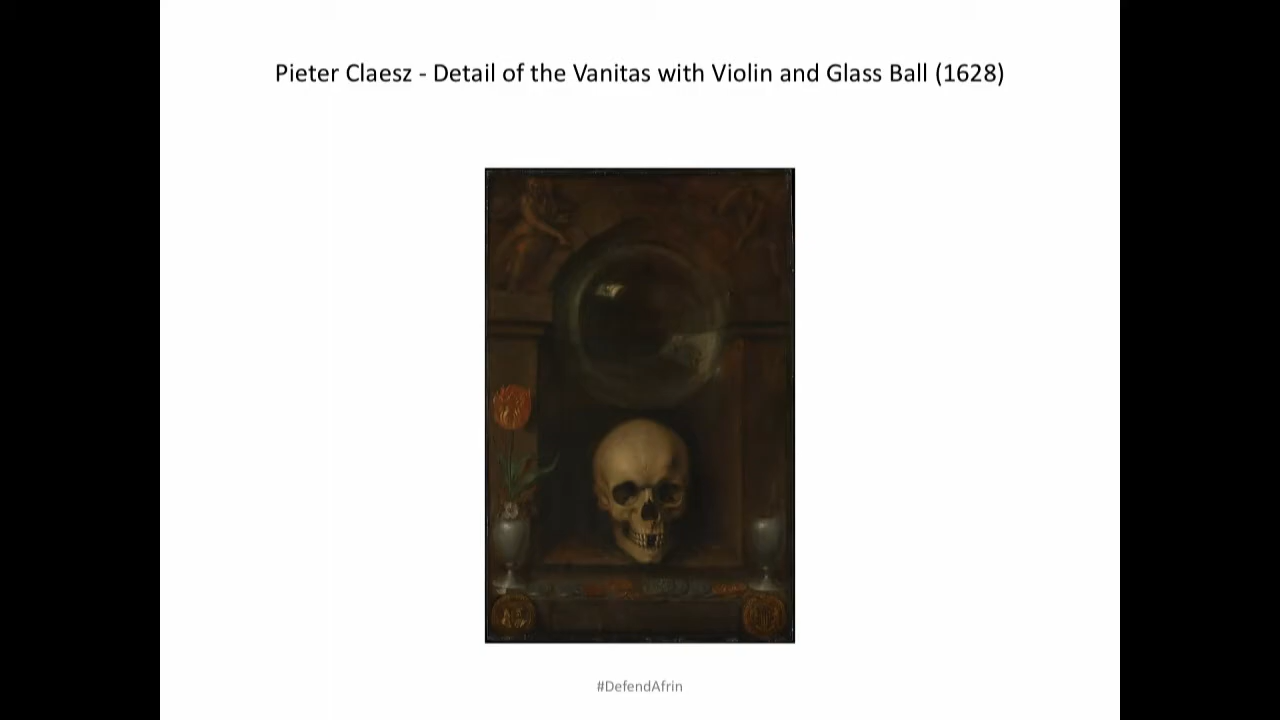 Pieter Claesz - Detail of the Vanitas with Violin and Glass Ball (1628)
#DefendAfrin